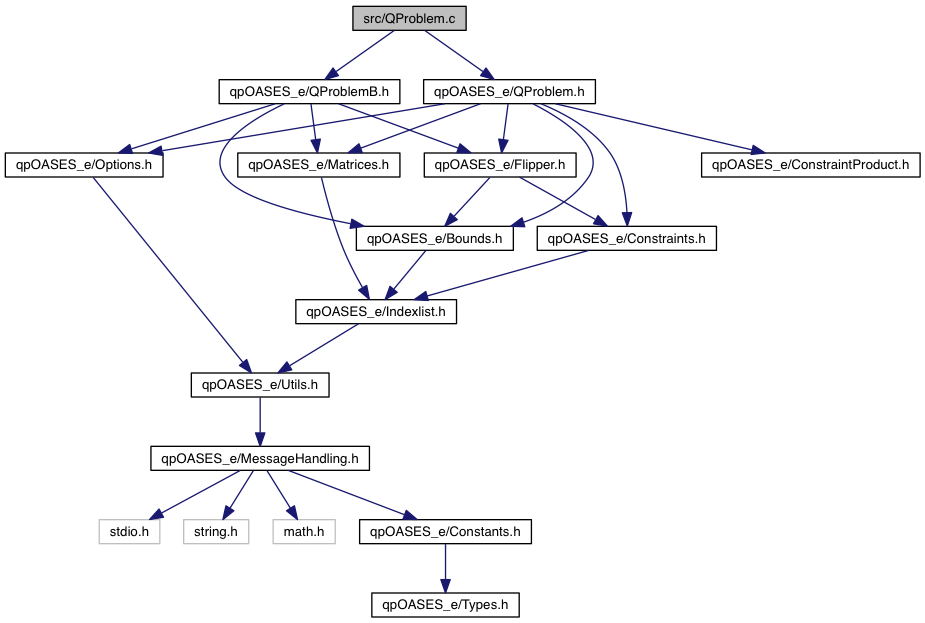 src/QProblem.c
qpOASES_e/QProblemB.h
qpOASES_e/QProblem.h
qpOASES_e/Options.h
qpOASES_e/Matrices.h
qpOASES_e/Flipper.h
qpOASES_e/ConstraintProduct.h
qpOASES_e/Bounds.h
qpOASES_e/Constraints.h
qpOASES_e/Indexlist.h
qpOASES_e/Utils.h
qpOASES_e/MessageHandling.h
stdio.h
string.h
math.h
qpOASES_e/Constants.h
qpOASES_e/Types.h